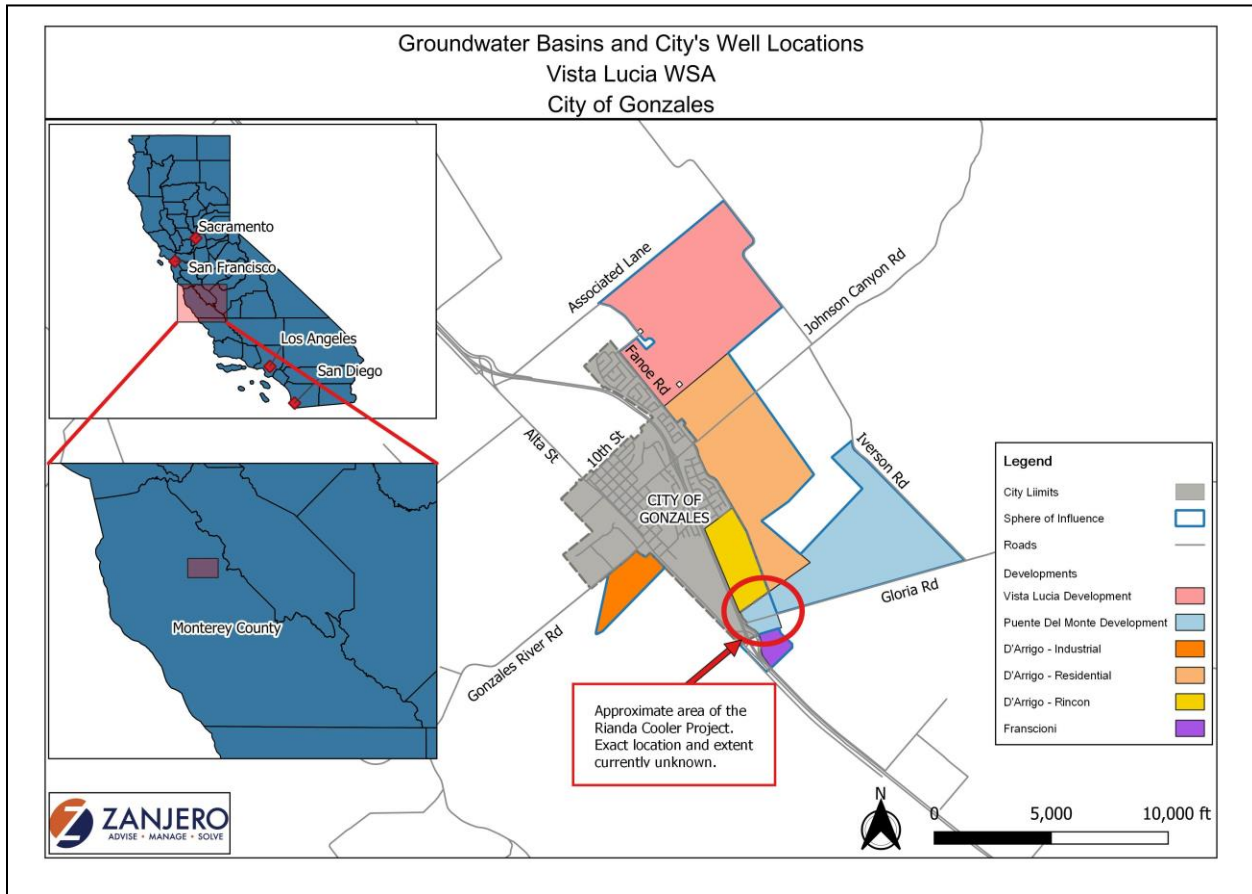 Groundwater Basins and City's Well Locations
Vista Lucia WSA
City of Gonzales
Sacramento
San Francisco
Los Angeles
San Diego
Monterey County
Associated Lane
Johnson Canyon Rd
Fanoe Rd
Alta St
10th St
Iverson Rd
CITY OF
GONZALES
Gloria Rd
Gonzales River Rd
Approximate area of the
Rianda Cooler Project.
Exact location and extent
currently unknown.
Legend
City Liimits
Sphere of Influence
Roads
Developments
Vista Lucia Development
Puente Del Monte Development
D'Arrigo - Industrial
D'Arrigo - Residential
D'Arrigo - Rincon
Franscioni
N
0 5,000 10,000 ft
ZANJERO
ADVISE • MANAGE • SOLVE